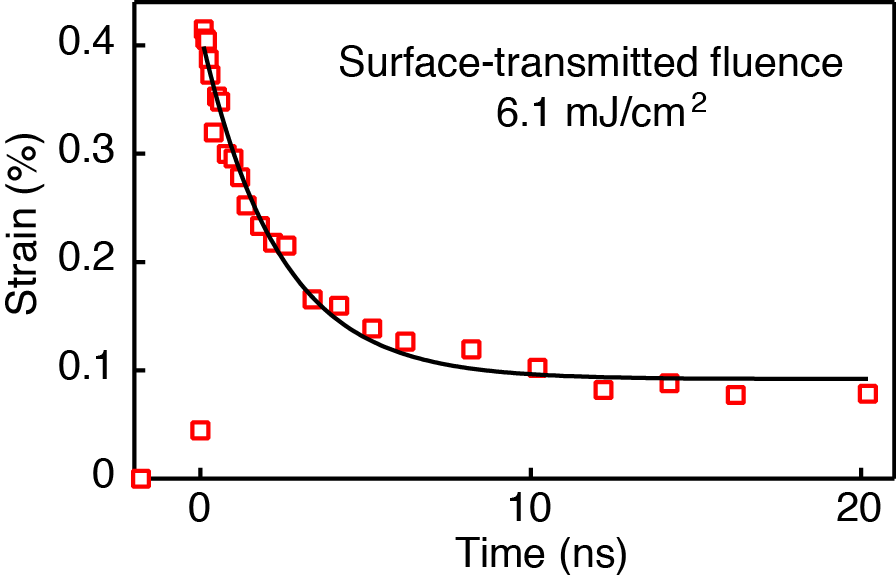 Surface-transmitted fluence
6.1 mJ/cm²
Strain (%)
0.4
0.3
0.2
0.1
0
0 10 20
Time (ns)